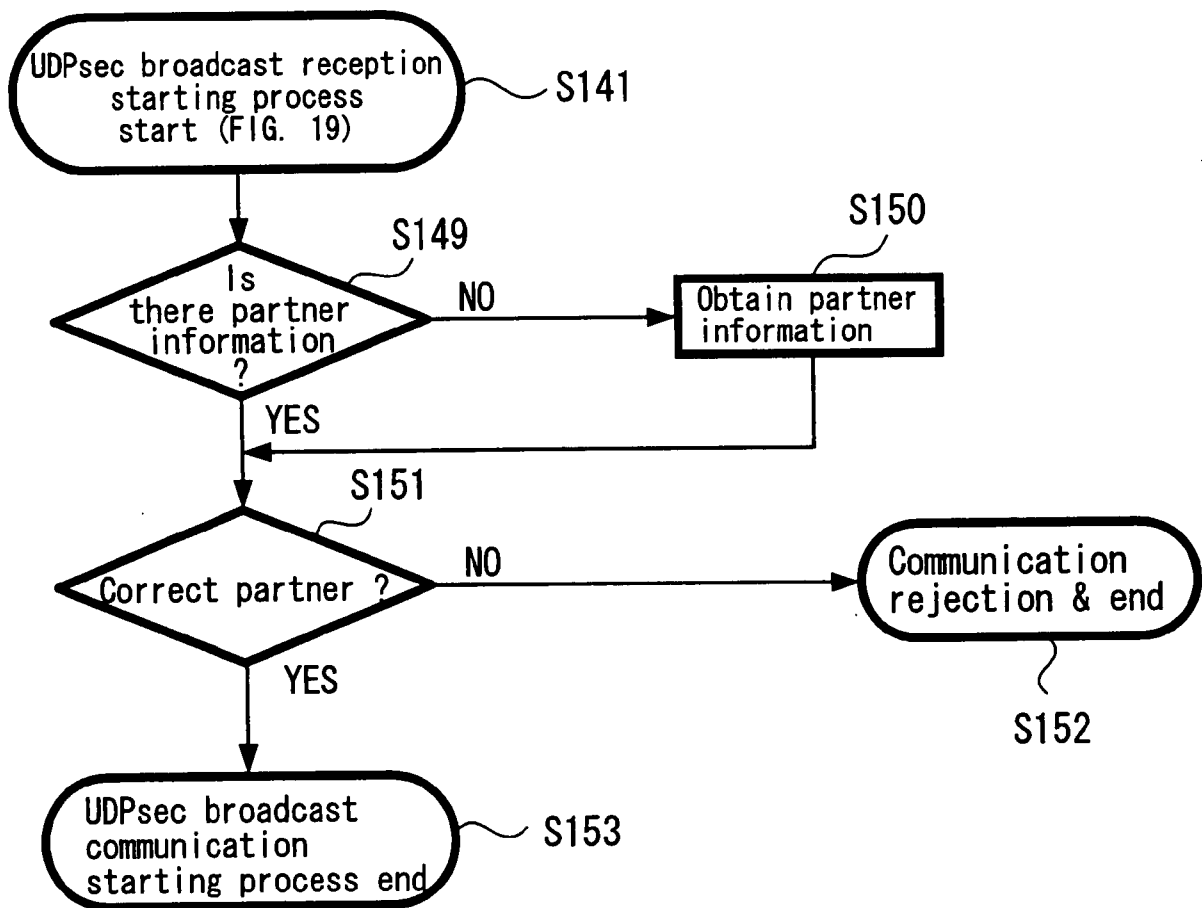 UDPsec broadcast reception
starting process
start (FIG. 19)
S141
S149
Is
there partner
information
?
NO
YES
S150
Obtain partner
information
S151
Correct partner ?
NO
YES
Communication
rejection & end
S152
UDPsec broadcast
communication
starting process end
S153